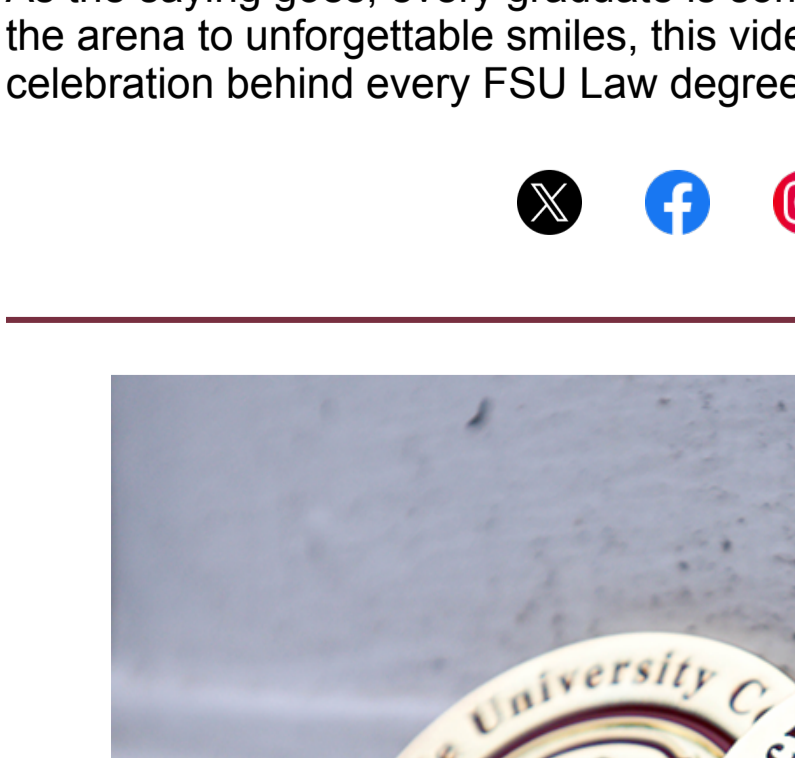 the arena to unforgettable smiles, this vide
celebration behind every FSU Law degree
University